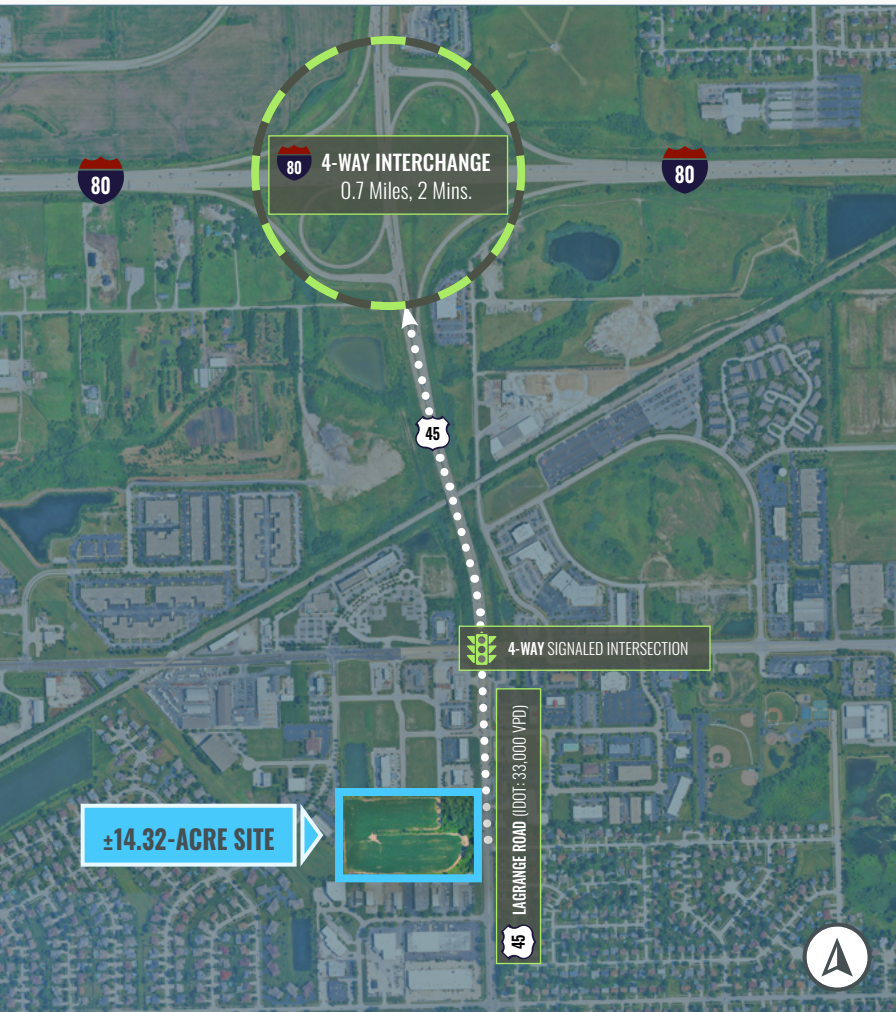 80
4-WAY INTERCHANGE
0.7 Miles, 2 Mins.
80
80
45
4-WAY SIGNALED INTERSECTION
45 LAGRANGE ROAD (IDOT: 33,000 VPD)
±14.32-ACRE SITE